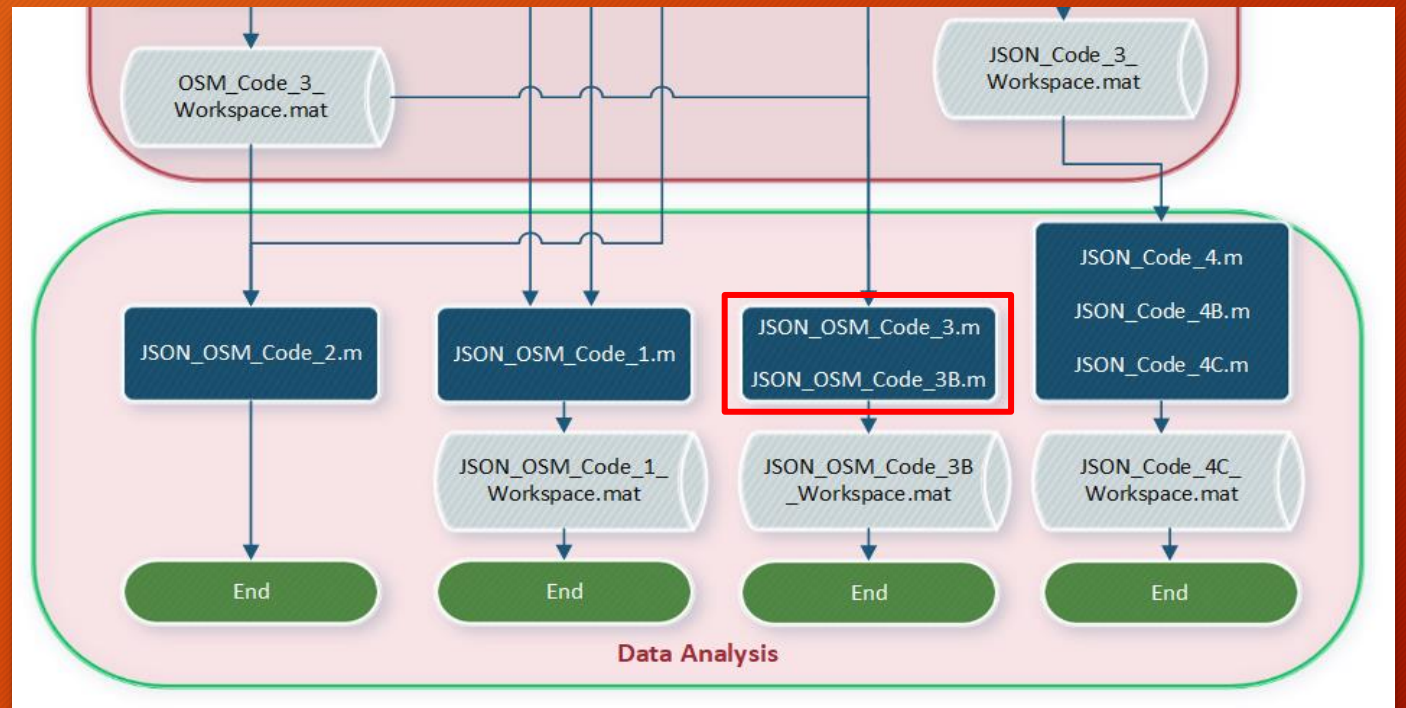 OSM_Code_3_
Workspace.mat
JSON_Code_3_
Workspace.mat
JSON_OSM_Code_2.m
JSON_OSM_Code_1.m
JSON_OSM_Code_3.m
JSON_OSM_Code_3B.m
JSON_Code_4.m
JSON_Code_4B.m
JSON_Code_4C.m
JSON_OSM_Code_1_
Workspace.mat
JSON_OSM_Code_3B
_Workspace.mat
JSON_Code_4C_
Workspace.mat
End
End
End
End
Data Analysis